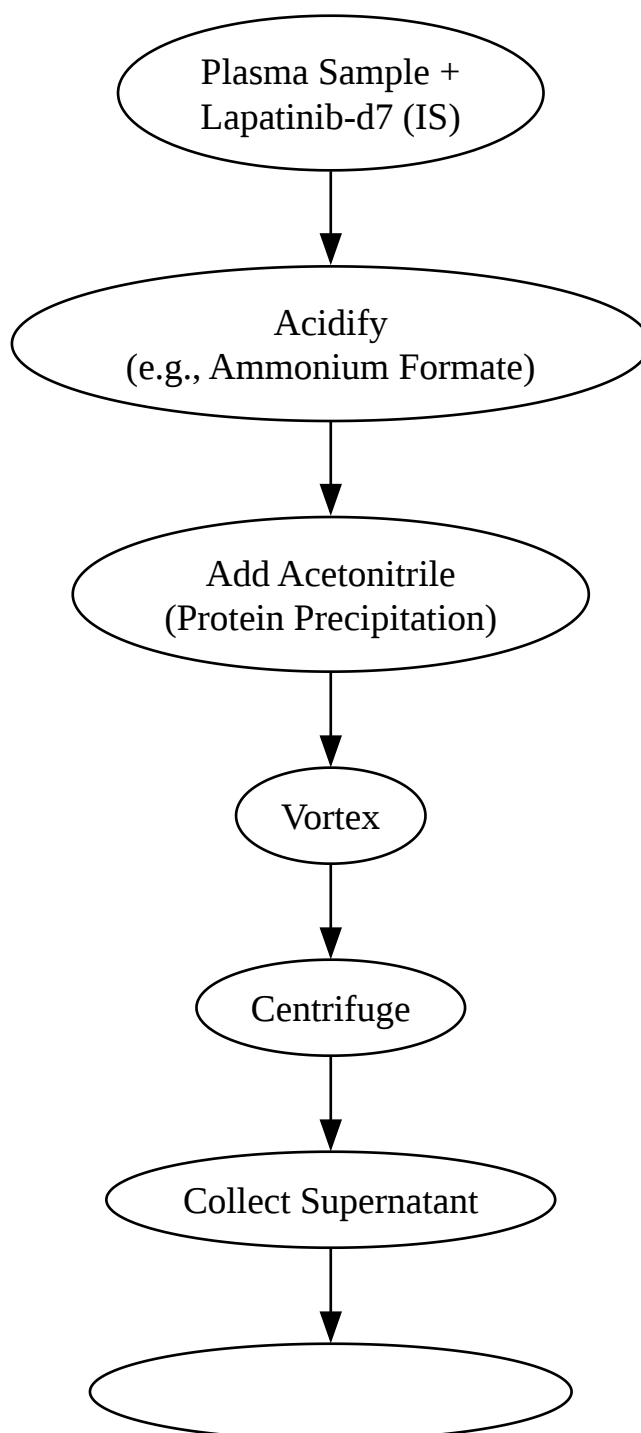 Plasma Sample +
Lapatinib-d7 (IS)
Acidify
(e.g., Ammonium Formate)
Add Acetonitrile
(Protein Precipitation)
Vortex
Centrifuge
Collect Supernatant